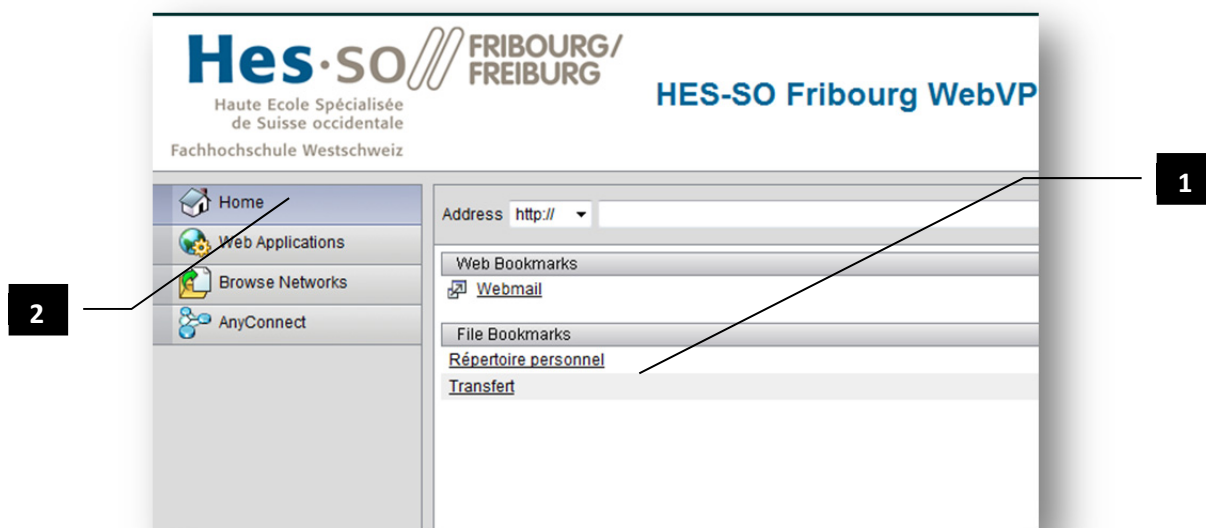 Hes·so FRIBOURG/
FREIBURG
Haute Ecole Spécialisée
de Suisse occidentale
Fachhochschule Westschweiz
HES-SO Fribourg WebVP
1
Home
Web Applications
Browse Networks
AnyConnect
2
Address http://
Web Bookmarks
Webmail
File Bookmarks
Répertoire personnel
Transfert